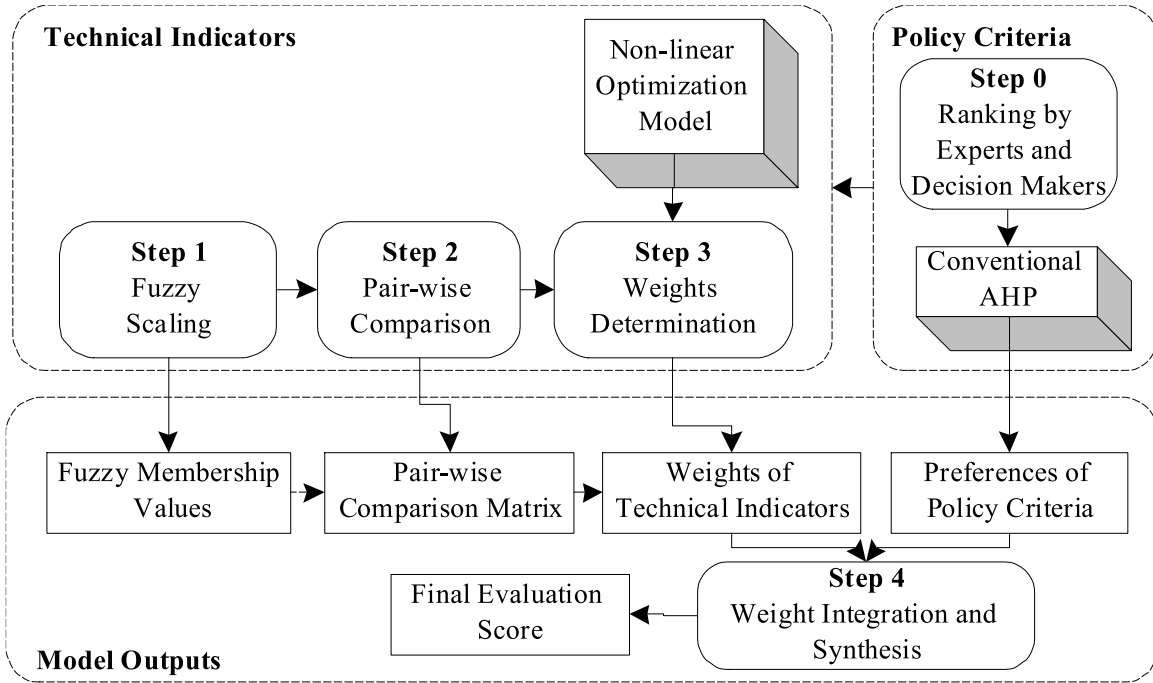 Technical Indicators
Non-linear
Optimization
Model
Policy Criteria
Step 0
Ranking by
Experts and
Decision Makers
Step 1
Fuzzy
Scaling
Step 2
Pair-wise
Comparison
Step 3
Weights
Determination
Conventional
AHP
Fuzzy Membership
Values
Pair-wise
Comparison Matrix
Weights of
Technical Indicators
Preferences of
Policy Criteria
Step 4
Weight Integration and
Synthesis
Final Evaluation
Score
Model Outputs